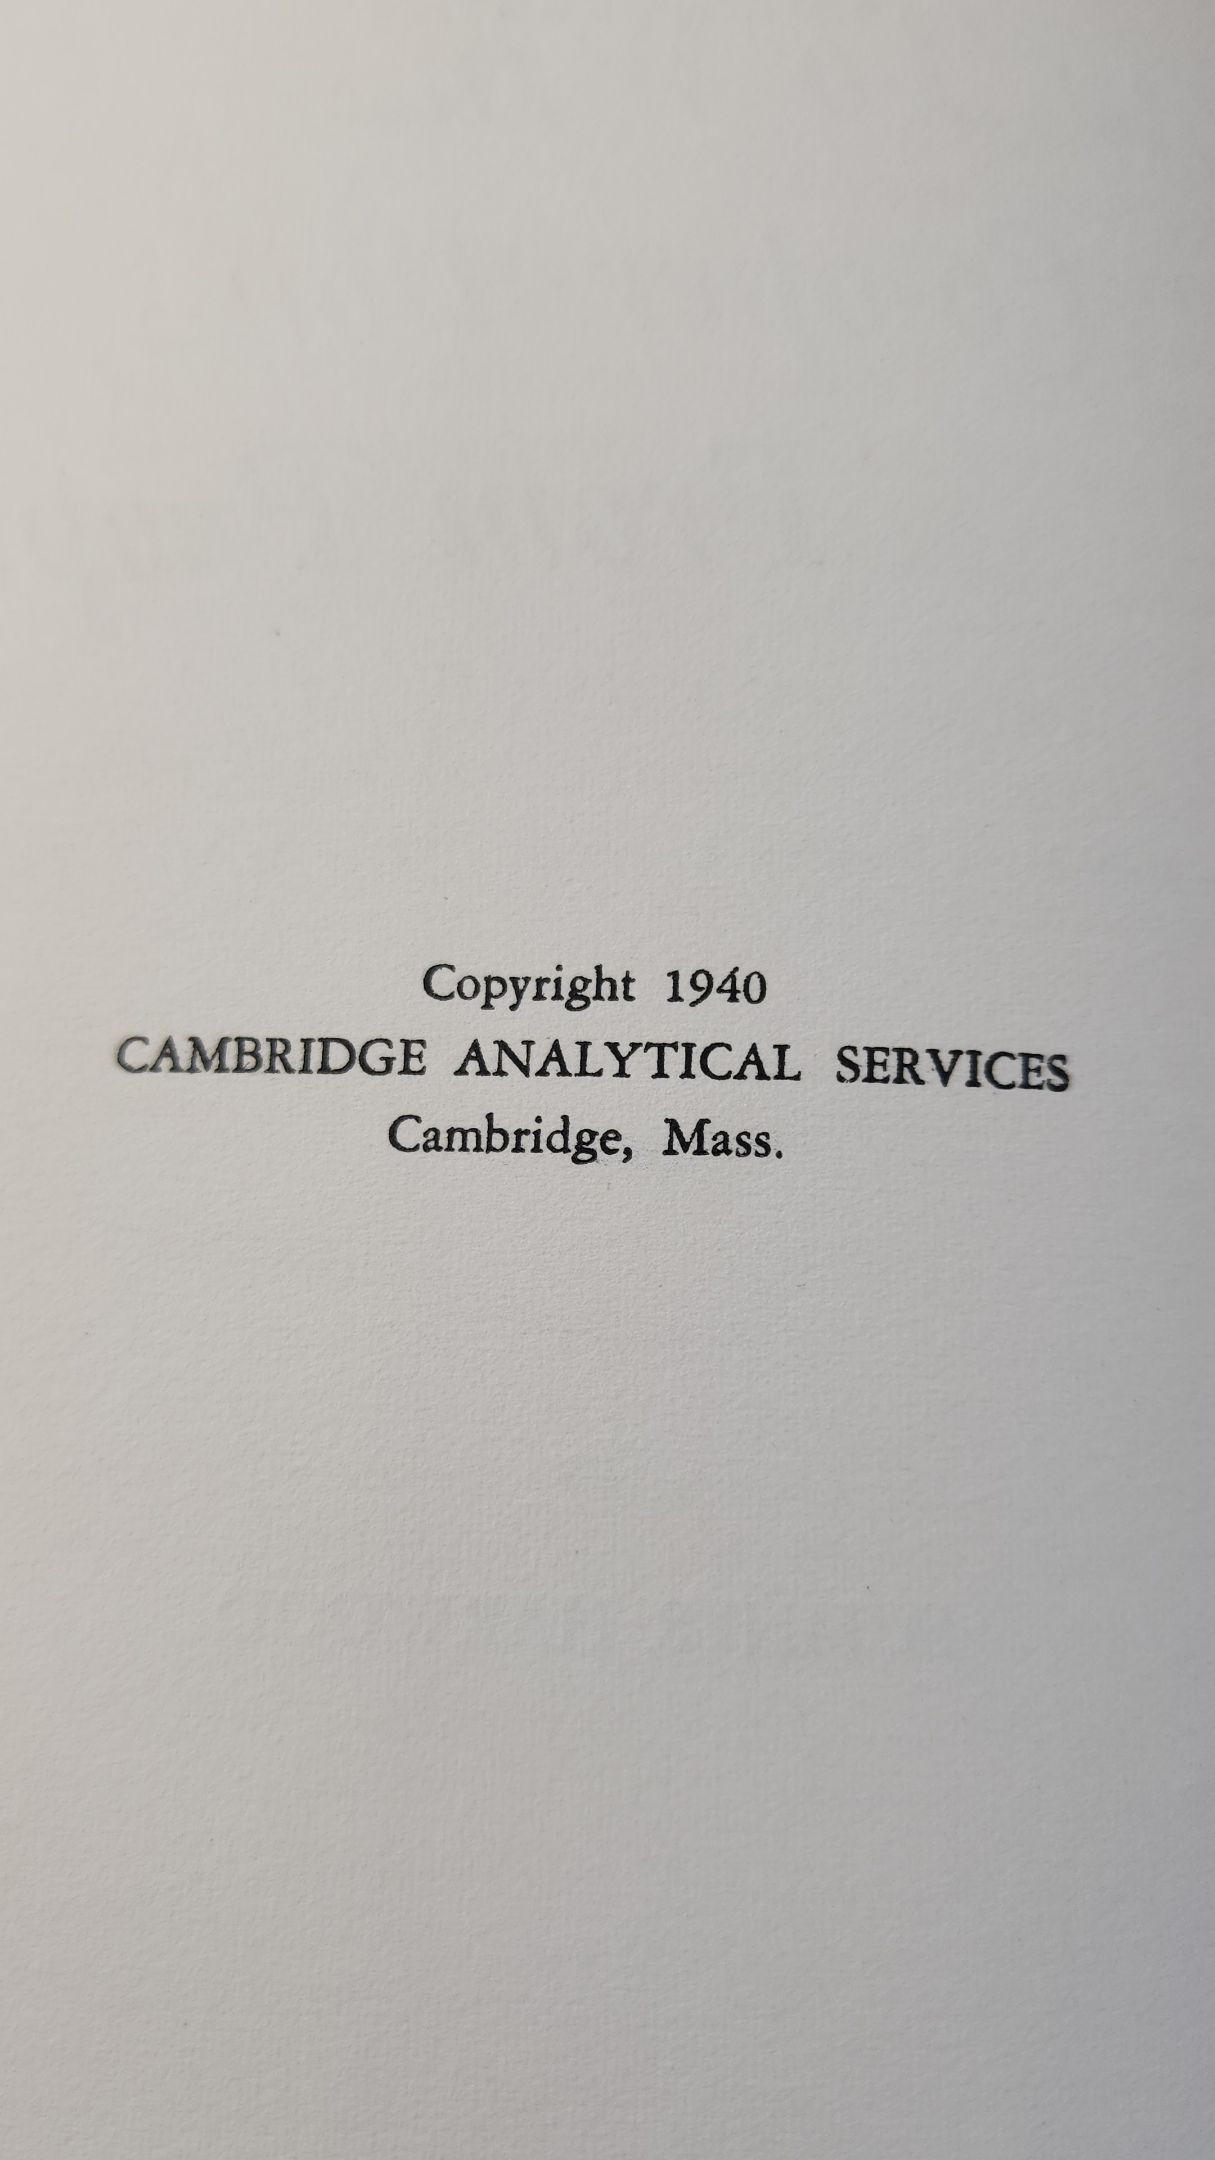 Copyright 1940
CAMBRIDGE ANALYTICAL SERVICES
Cambridge, Mass.